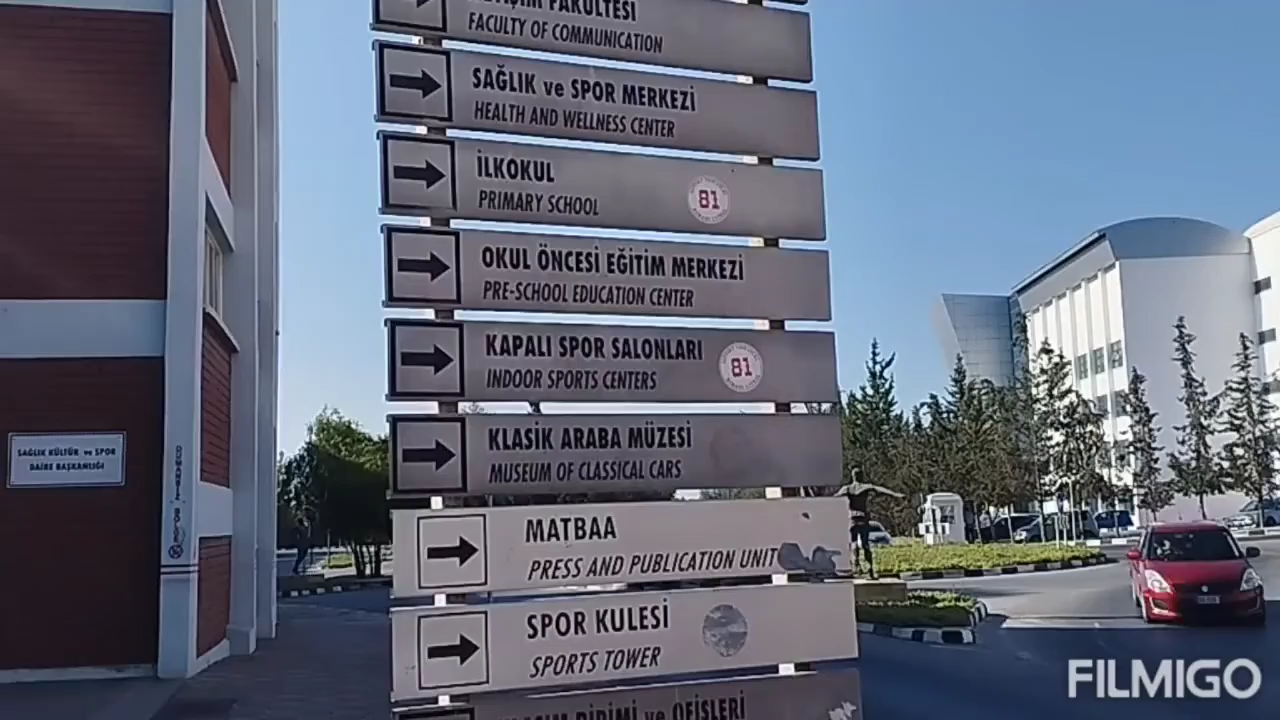 FAKÜLTESİ
FACULTY OF COMMUNICATION
SAĞLIK ve SPOR MERKEZİ
HEALTH AND WELLNESS CENTER
İLKOKUL
PRIMARY SCHOOL
81
OKUL ÖNCESİ EĞİTİM MERKEZİ
PRE-SCHOOL EDUCATION CENTER
KAPALI SPOR SALONLARI
INDOOR SPORTS CENTERS
81
KLASİK ARABA MÜZESİ
MUSEUM OF CLASSICAL CARS
MATBAA
PRESS AND PUBLICATION UNIT
SPOR KULESİ
SPORTS TOWER
ve OFİSLERİ
SAĞLIK KÜLTÜR ve SPOR
DAİRE BAŞKANLIĞI
FILMIGO